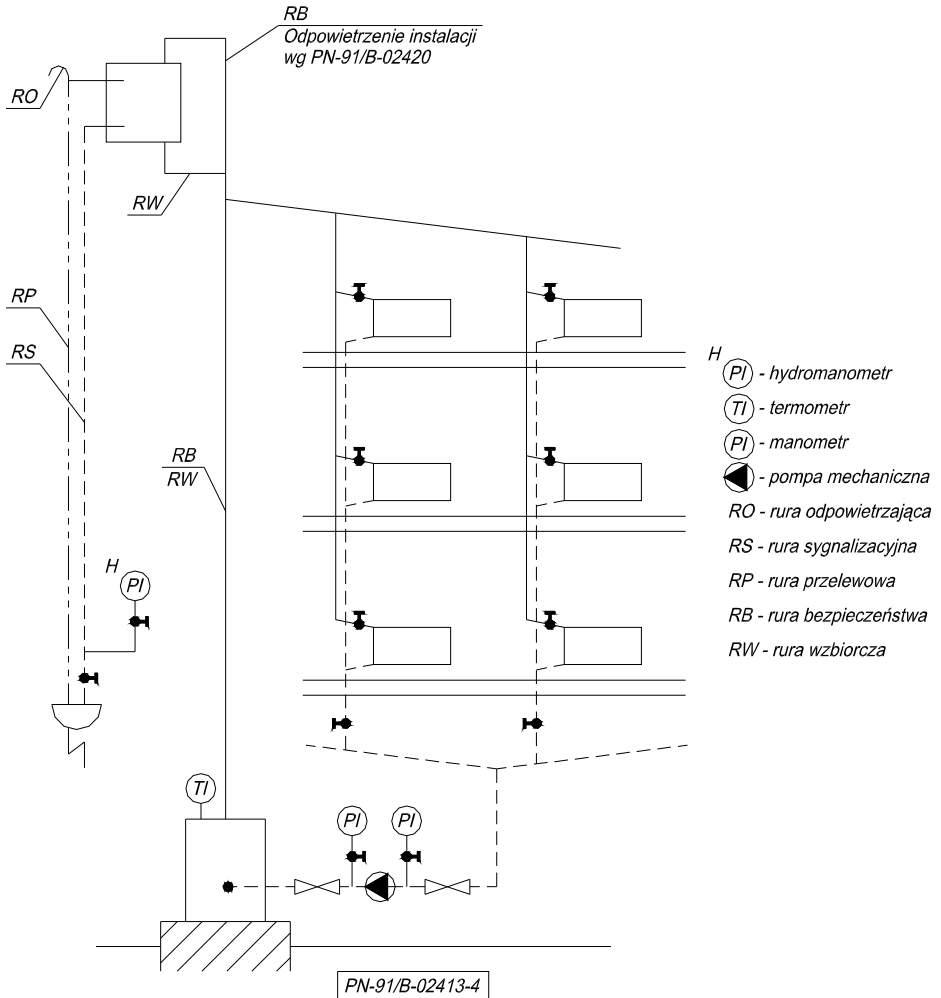 RB
Odpowietrzenie instalacji
wg PN-91/B-02420
RO
RW
RP
RS
RB
RW
H
PI
TI
PI
PI
H
PI - hydromanometr
TI - termometr
PI - manometr
- pompa mechaniczna
RO - rura odpowietrzająca
RS - rura sygnalizacyjna
RP - rura przelewowa
RB - rura bezpieczeństwa
RW - rura wzbiorcza
PN-91/B-02413-4